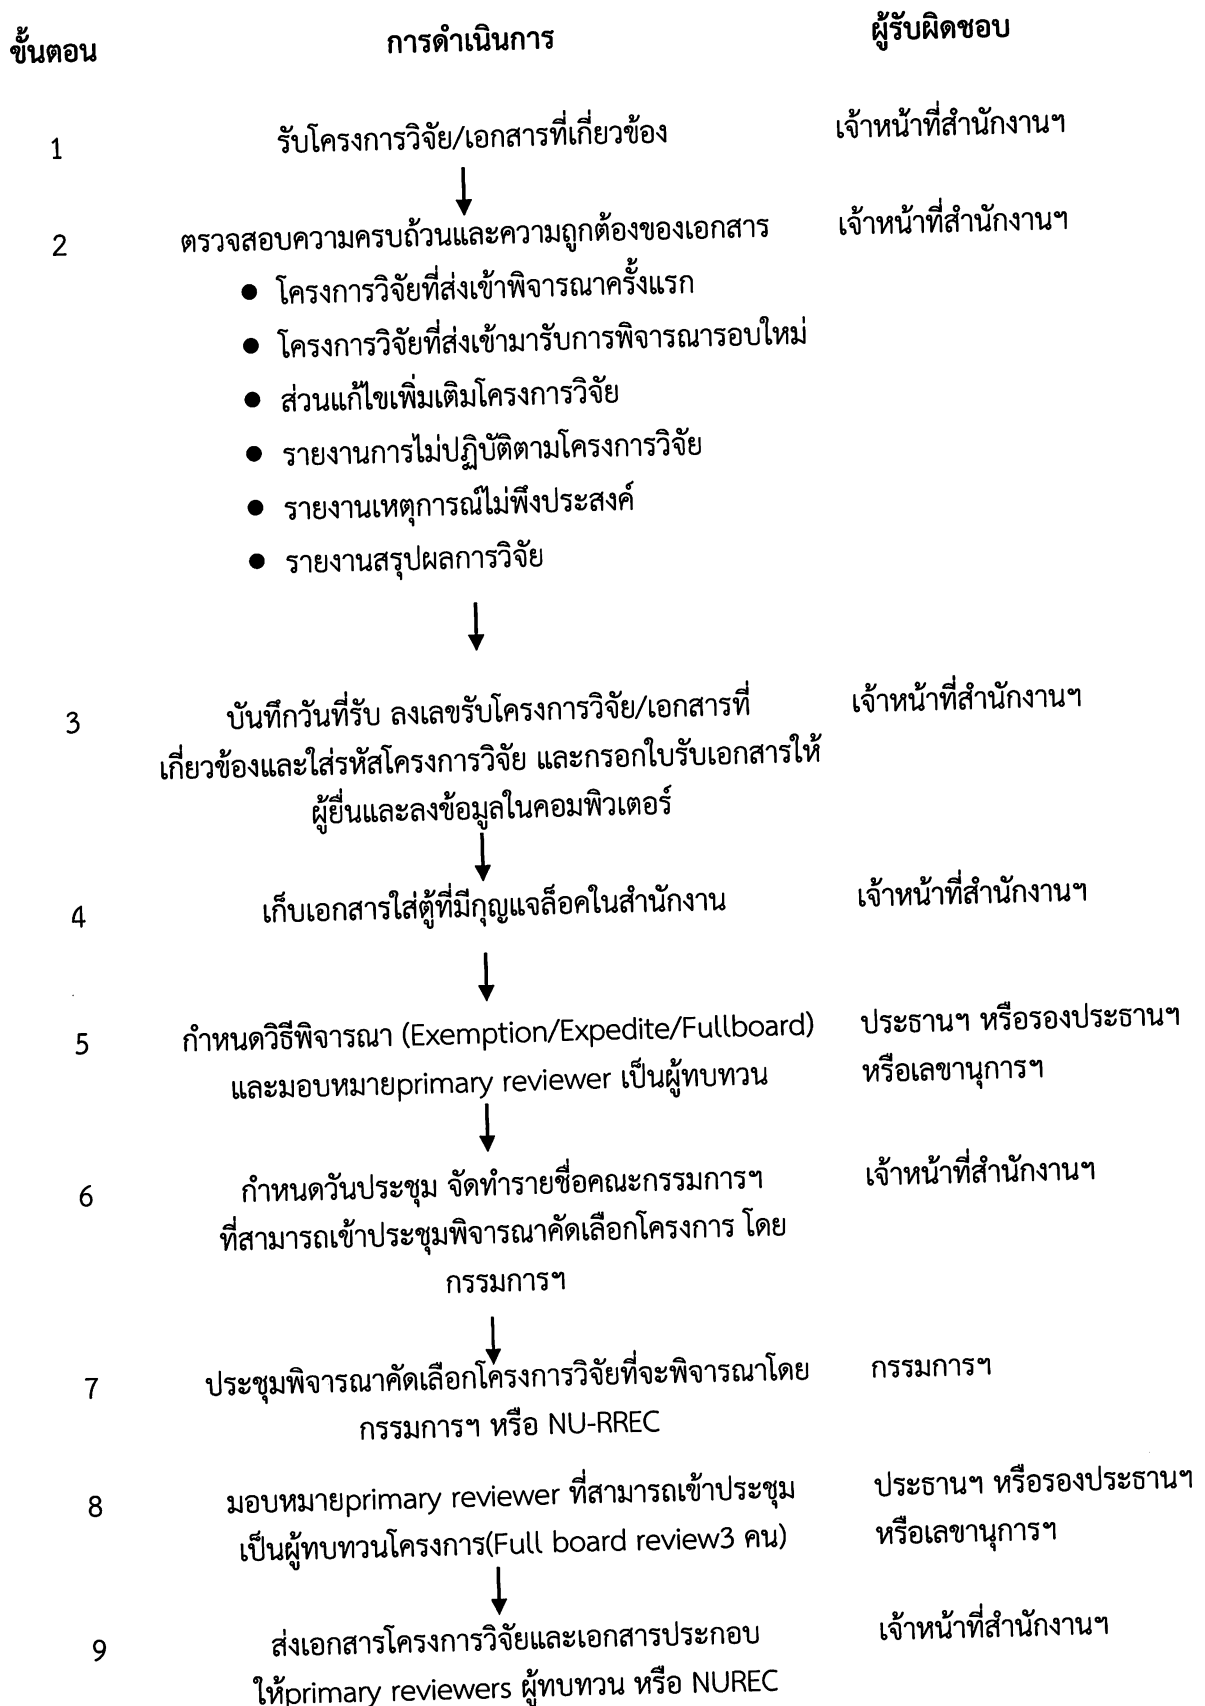 ขั้นตอน การดำเนินการ ผู้รับผิดชอบ
1 รับโครงการวิจัย/เอกสารที่เกี่ยวข้อง เจ้าหน้าที่สำนักงานฯ
2 ตรวจสอบความครบถ้วนและความถูกต้องของเอกสาร เจ้าหน้าที่สำนักงานฯ
● โครงการวิจัยที่ส่งเข้าพิจารณาครั้งแรก
● โครงการวิจัยที่ส่งเข้ามารับการพิจารณารอบใหม่
● ส่วนแก้ไขเพิ่มเติมโครงการวิจัย
● รายงานการไม่ปฏิบัติตามโครงการวิจัย
● รายงานเหตุการณ์ไม่พึงประสงค์
● รายงานสรุปผลการวิจัย
3 บันทึกวันที่รับ ลงเลขรับโครงการวิจัย/เอกสารที่ เจ้าหน้าที่สำนักงานฯ
เกี่ยวข้องและใส่รหัสโครงการวิจัย และกรอกใบรับเอกสารให้
ผู้ยื่นและลงข้อมูลในคอมพิวเตอร์
4 เก็บเอกสารใส่ตู้ที่มีกุญแจล็อคในสำนักงาน เจ้าหน้าที่สำนักงานฯ
5 กำหนดวิธีพิจารณา (Exemption/Expedite/Fullboard) ประธานฯ หรือรองประธานฯ
และมอบหมายprimary reviewer เป็นผู้ทบทวน หรือเลขานุการฯ
6 กำหนดวันประชุม จัดทำรายชื่อคณะกรรมการฯ เจ้าหน้าที่สำนักงานฯ
ที่สามารถเข้าประชุมพิจารณาคัดเลือกโครงการ โดย
กรรมการฯ
7 ประชุมพิจารณาคัดเลือกโครงการวิจัยที่จะพิจารณาโดย กรรมการฯ
กรรมการฯ หรือ NU-RREC
8 มอบหมายprimary reviewer ที่สามารถเข้าประชุม ประธานฯ หรือรองประธานฯ
เป็นผู้ทบทวนโครงการ(Full board review3 คน) หรือเลขานุการฯ
9 ส่งเอกสารโครงการวิจัยและเอกสารประกอบ เจ้าหน้าที่สำนักงานฯ
ให้primary reviewers ผู้ทบทวน หรือ NUREC